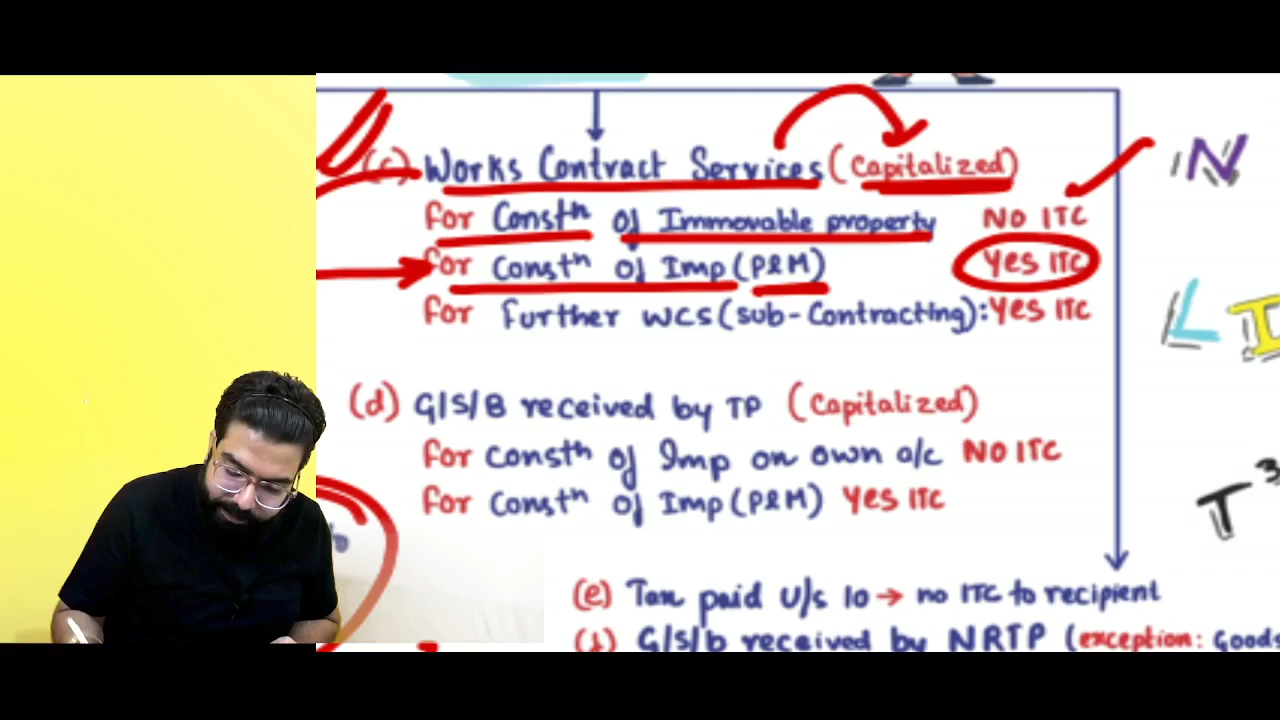 (c) Works Contract Services (Capitalized)
for Constⁿ of Immovable property NO ITC
for Constⁿ of Imp (P&M) Yes ITC
for further WCS (sub-Contracting): Yes ITC
(d) G/S/B received by TP (Capitalized)
for Constⁿ of Imp on own a/c NO ITC
for Constⁿ of Imp (P&M) Yes ITC
(e) Tax paid U/s 10 → no ITC to recipient
G/S/b received by NRTP (exception: Goods
N
L I
T³